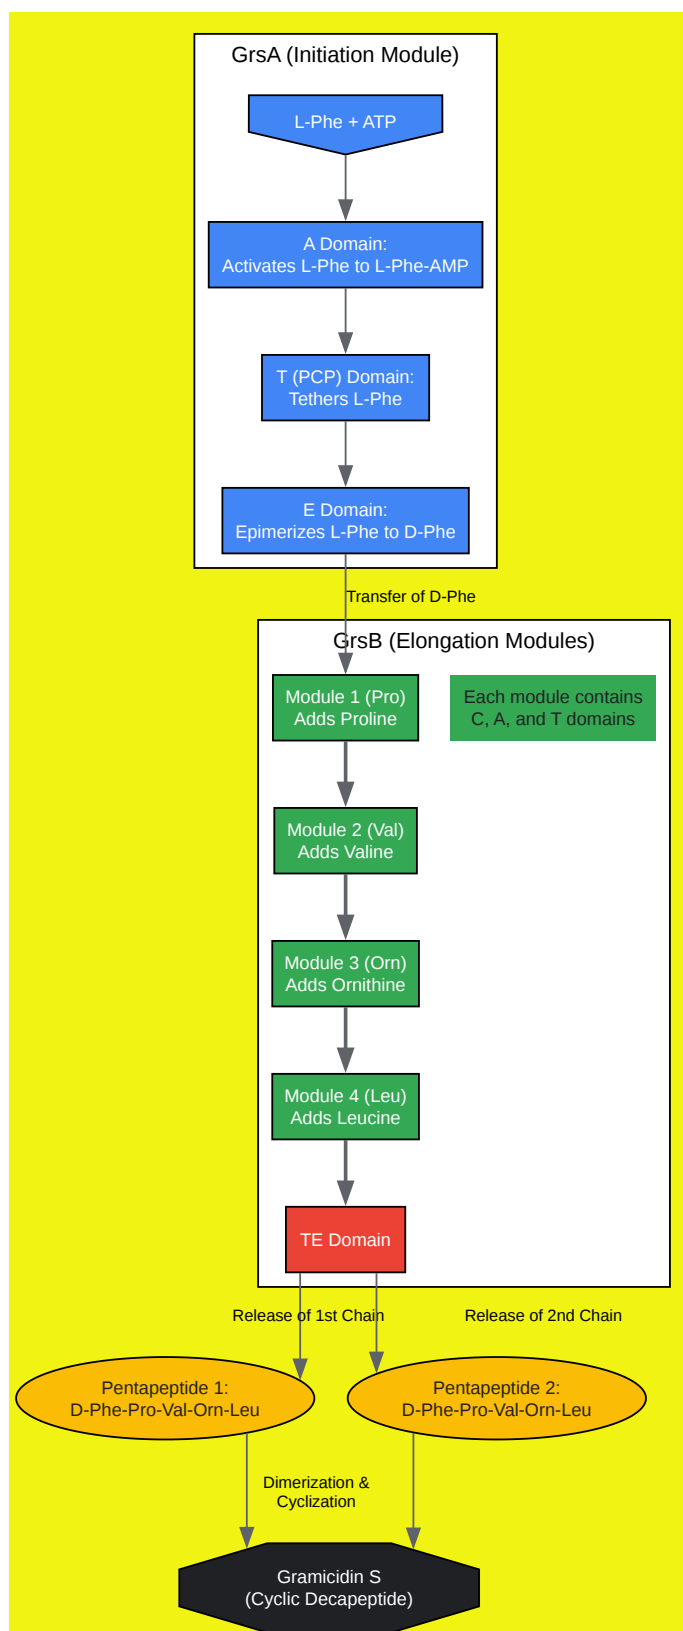 GrsA (Initiation Module)
L-Phe + ATP
A Domain:
Activates L-Phe to L-Phe-AMP
T (PCP) Domain:
Tethers L-Phe
E Domain:
Epimerizes L-Phe to D-Phe
Transfer of D-Phe
GrsB (Elongation Modules)
Module 1 (Pro)
Adds Proline
Each module contains
C, A, and T domains
Module 2 (Val)
Adds Valine
Module 3 (Orn)
Adds Ornithine
Module 4 (Leu)
Adds Leucine
TE Domain
Release of 1st Chain
Release of 2nd Chain
Pentapeptide 1:
D-Phe-Pro-Val-Orn-Leu
Pentapeptide 2:
D-Phe-Pro-Val-Orn-Leu
Dimerization &
Cyclization
Gramicidin S
(Cyclic Decapeptide)